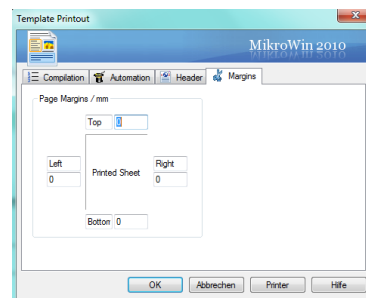 Template Printout
MikroWin 2010
Compilation Automation Header Margins
Page Margins / mm
Top 0
Left Right
Printed Sheet
0 0
Bottom 0
OK Abbrechen Printer Hilfe